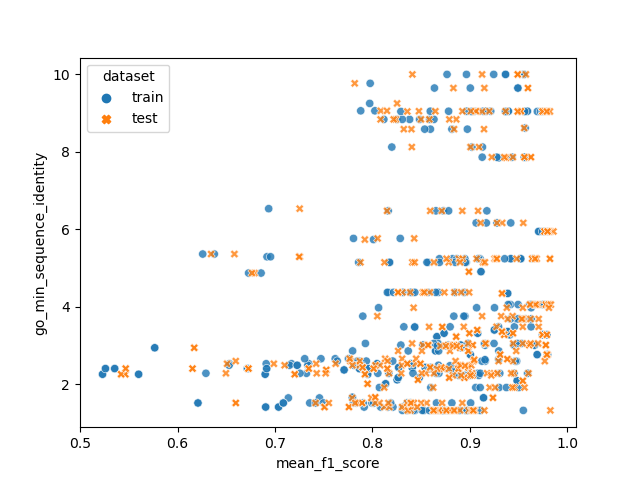 dataset
train
test
go_min_sequence_identity
10
8
6
4
2
0.5 0.6 0.7 0.8 0.9 1.0
mean_f1_score